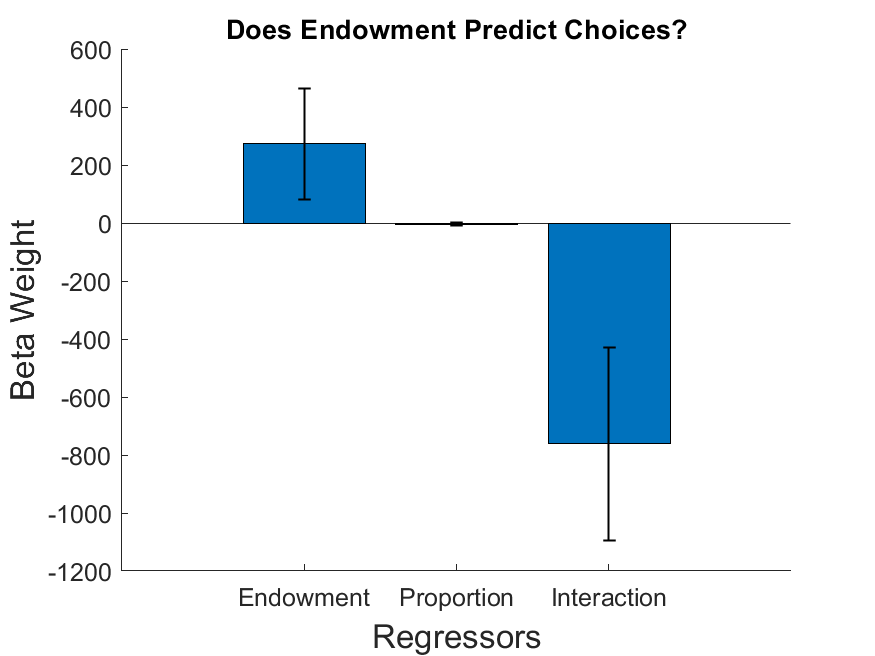 Does Endowment Predict Choices?
600
400
200
0
-200
-400
-600
-800
-1000
-1200
Beta Weight
Endowment Proportion Interaction
Regressors